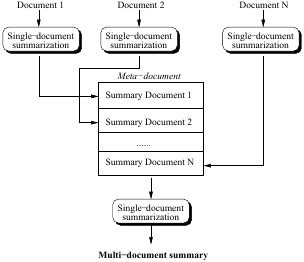 Document 1
Document 2
Document N
Single-document
summarization
Single-document
summarization
Single-document
summarization
Meta-document
Summary Document 1
Summary Document 2
......
Summary Document N
Single-document
summarization
Multi-document summary